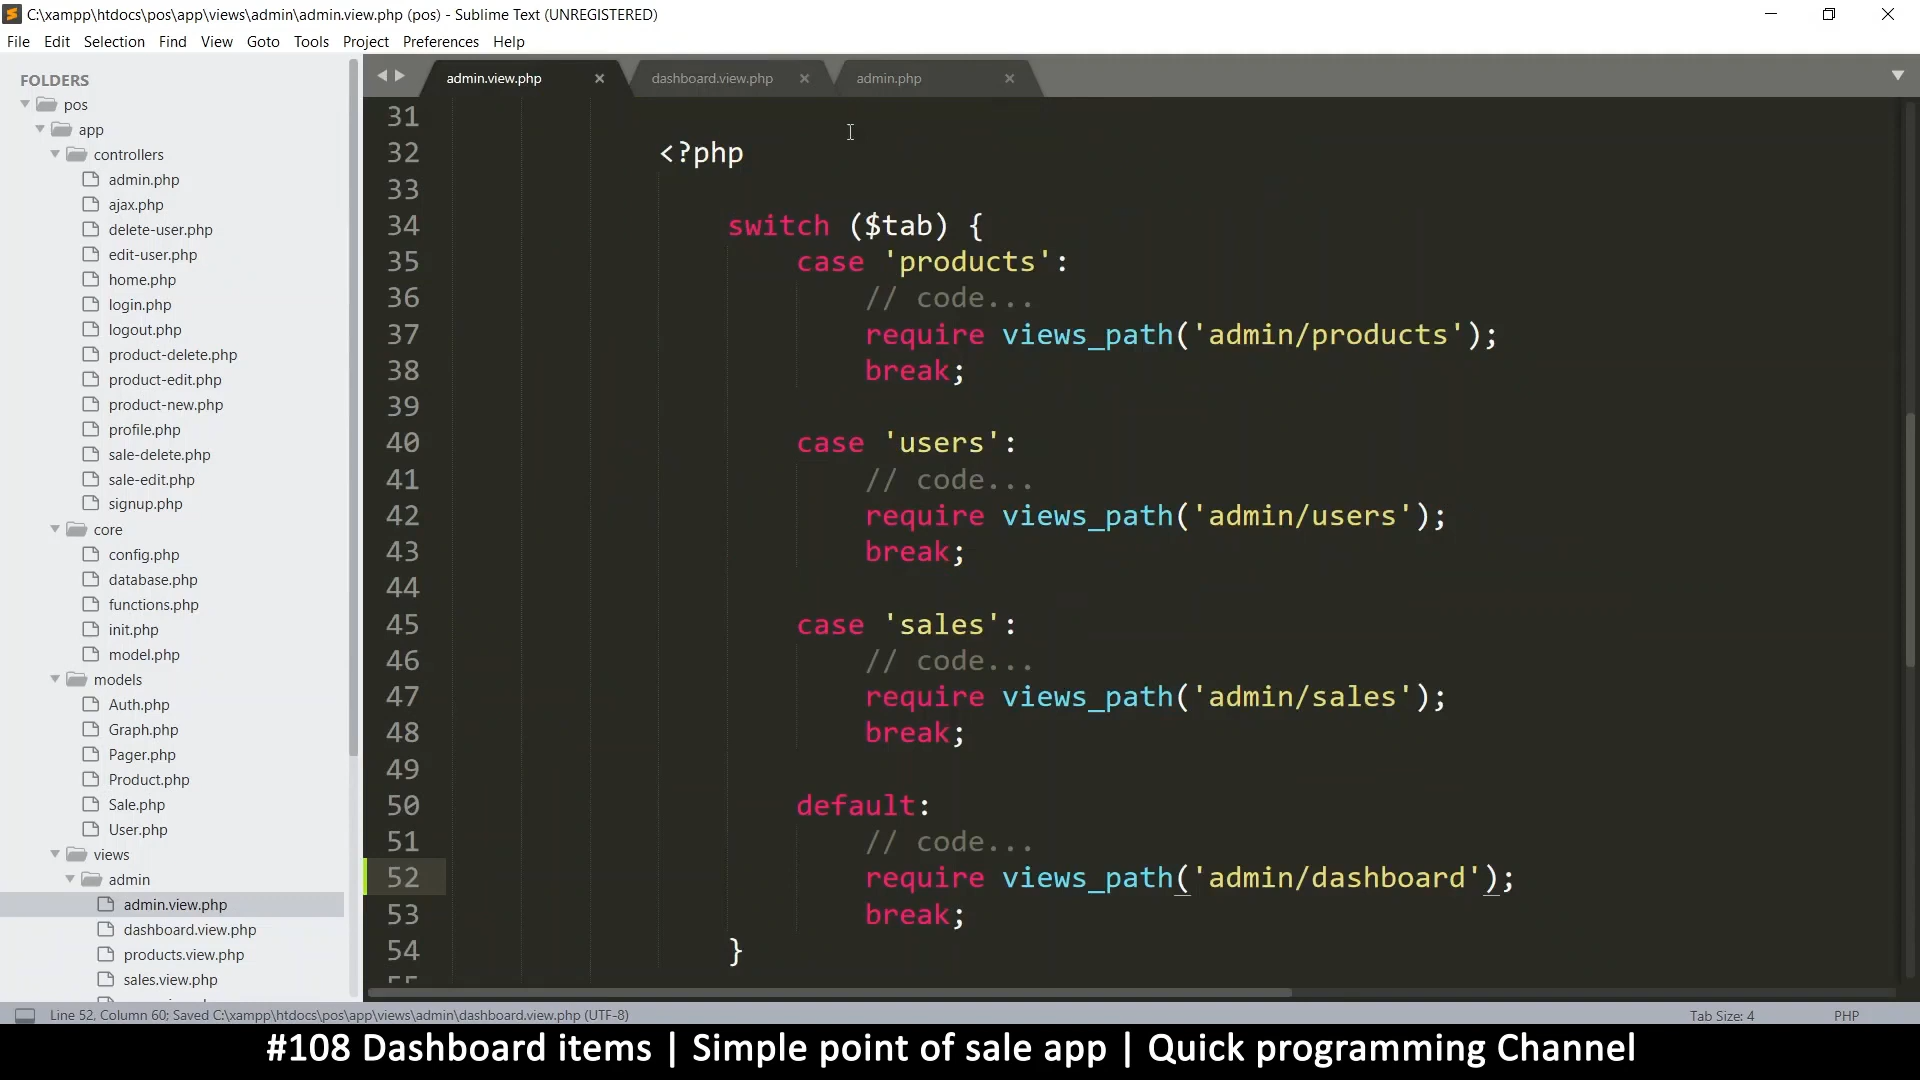 C:\xampp\htdocs\pos\app\views\admin\admin.view.php (pos) - Sublime Text (UNREGISTERED)
File Edit Selection Find View Goto Tools Project Preferences Help
FOLDERS
pos
app
controllers
admin.php
ajax.php
delete-user.php
edit-user.php
home.php
login.php
logout.php
product-delete.php
product-edit.php
product-new.php
profile.php
sale-delete.php
sale-edit.php
signup.php
core
config.php
database.php
functions.php
init.php
model.php
models
Auth.php
Graph.php
Pager.php
Product.php
Sale.php
User.php
views
admin
admin.view.php
dashboard.view.php
products.view.php
sales.view.php
admin.view.php dashboard.view.php admin.php
31
32 <?php
33
34 switch ($tab) {
35 case 'products':
36 // code...
37 require views_path('admin/products');
38 break;
39
40 case 'users':
41 // code...
42 require views_path('admin/users');
43 break;
44
45 case 'sales':
46 // code...
47 require views_path('admin/sales');
48 break;
49
50 default:
51 // code...
52 require views_path('admin/dashboard');
53 break;
54 }
Line 52, Column 60; Saved C:\xampp\htdocs\pos\app\views\admin\dashboard.view.php (UTF-8) Tab Size: 4 PHP
#108 Dashboard items | Simple point of sale app | Quick programming Channel